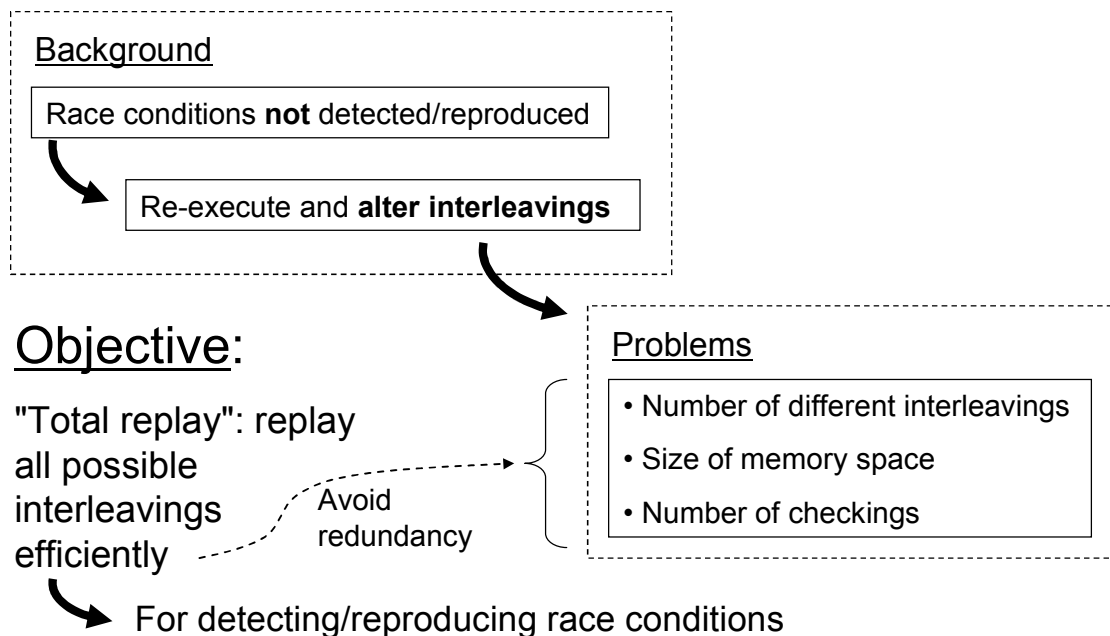 Background
Race conditions not detected/reproduced
Re-execute and alter interleavings
Objective:
"Total replay": replay
all possible
interleavings
efficiently
Avoid
redundancy
Problems
• Number of different interleavings
• Size of memory space
• Number of checkings
For detecting/reproducing race conditions